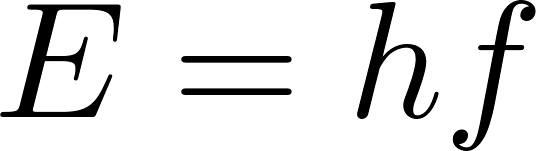 E = hf